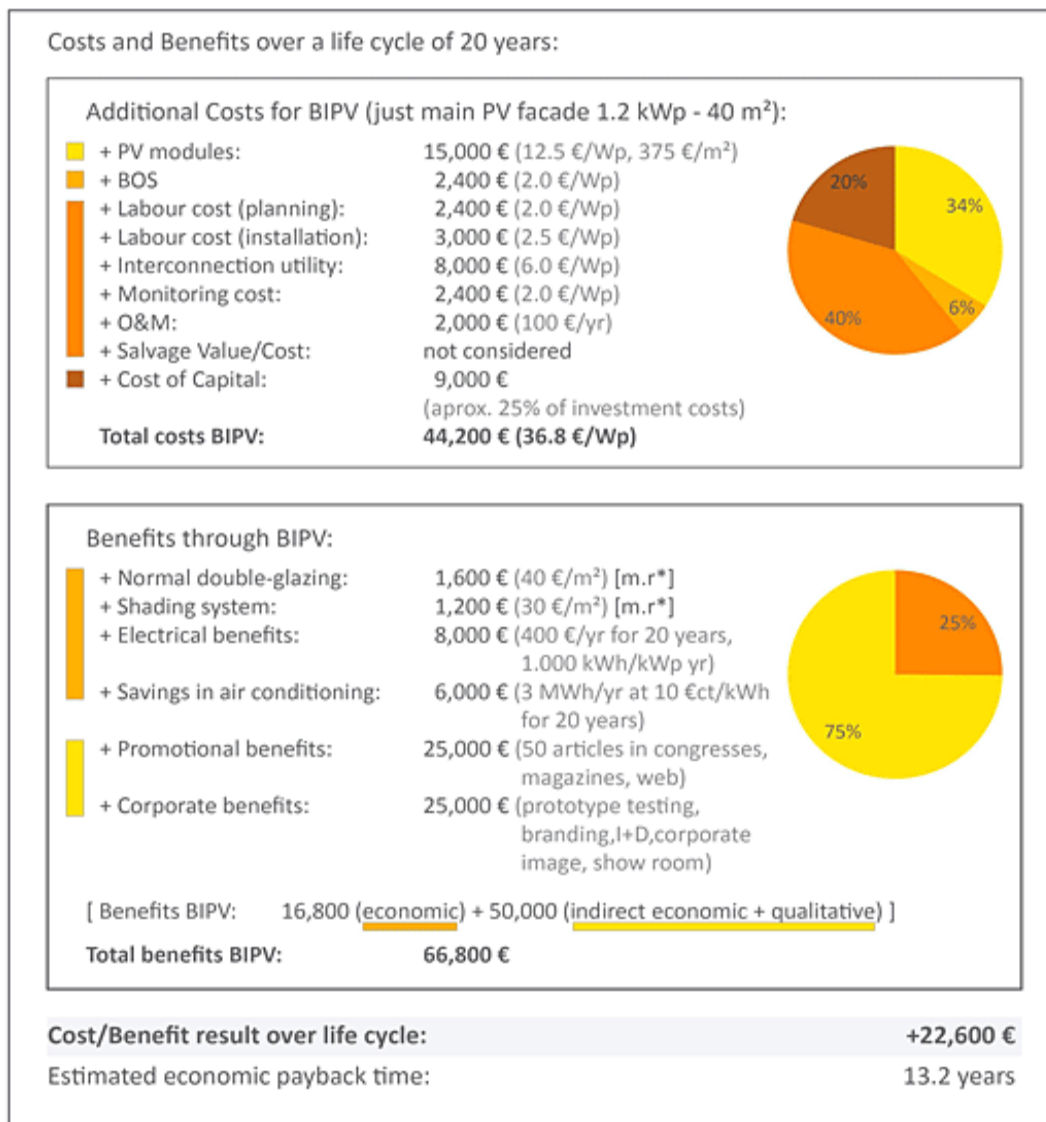 Costs and Benefits over a life cycle of 20 years:
Additional Costs for BIPV (just main PV facade 1.2 kWp - 40 m²):
+ PV modules: 15,000 € (12.5 €/Wp, 375 €/m²)
+ BOS 2,400 € (2.0 €/Wp)
+ Labour cost (planning): 2,400 € (2.0 €/Wp)
+ Labour cost (installation): 3,000 € (2.5 €/Wp)
+ Interconnection utility: 8,000 € (6.0 €/Wp)
+ Monitoring cost: 2,400 € (2.0 €/Wp)
+ O&M: 2,000 € (100 €/yr)
+ Salvage Value/Cost: not considered
+ Cost of Capital: 9,000 €
(aprox. 25% of investment costs)
Total costs BIPV: 44,200 € (36.8 €/Wp)
20%
34%
6%
40%
Benefits through BIPV:
+ Normal double-glazing: 1,600 € (40 €/m²) [m.r*]
+ Shading system: 1,200 € (30 €/m²) [m.r*]
+ Electrical benefits: 8,000 € (400 €/yr for 20 years,
1.000 kWh/kWp yr)
+ Savings in air conditioning: 6,000 € (3 MWh/yr at 10 €ct/kWh
for 20 years)
+ Promotional benefits: 25,000 € (50 articles in congresses,
magazines, web)
+ Corporate benefits: 25,000 € (prototype testing,
branding,I+D,corporate
image, show room)
25%
75%
[ Benefits BIPV: 16,800 (economic) + 50,000 (indirect economic + qualitative) ]
Total benefits BIPV: 66,800 €
Cost/Benefit result over life cycle: +22,600 €
Estimated economic payback time: 13.2 years